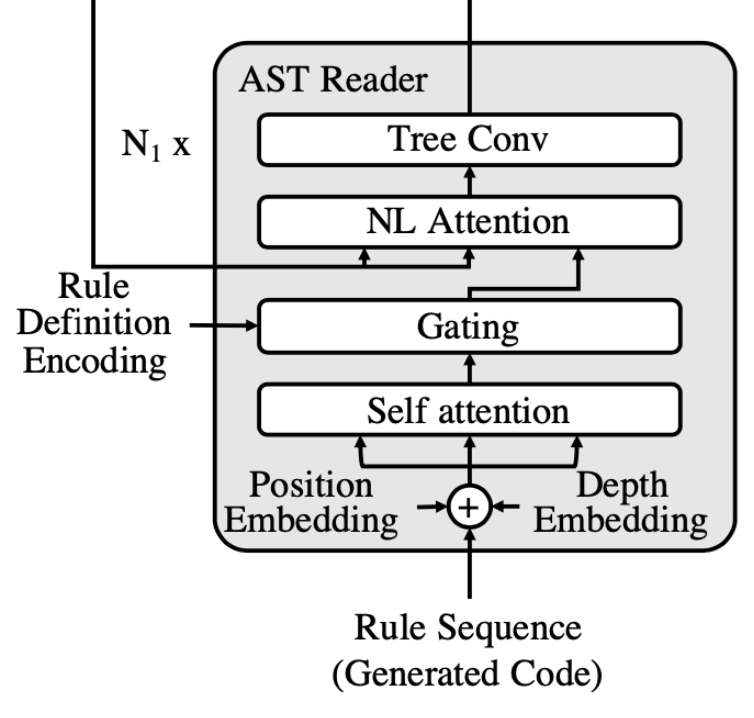 AST Reader
N₁ x
Tree Conv
NL Attention
Rule
Definition
Encoding
Gating
Self attention
Position
Embedding
+
Depth
Embedding
Rule Sequence
(Generated Code)